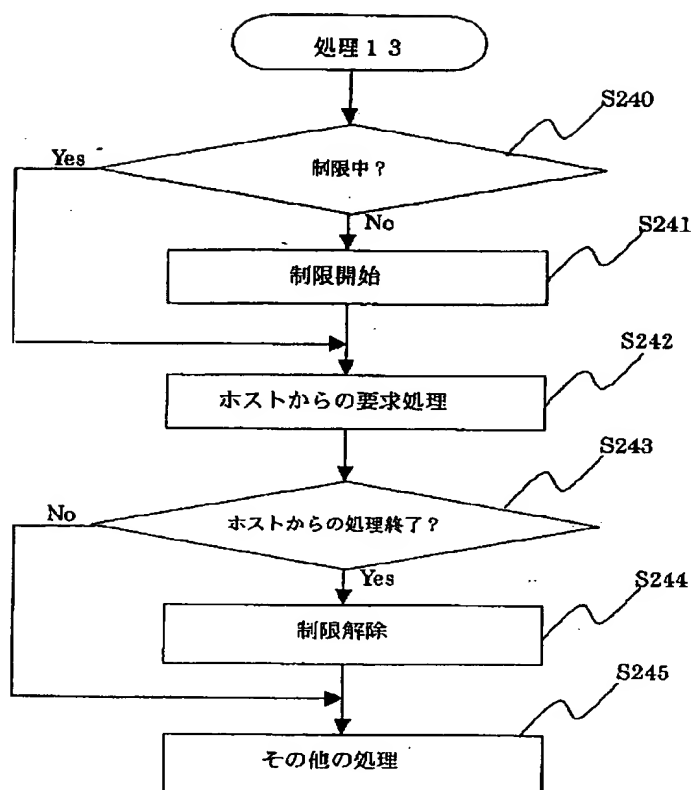 処理13
S240
Yes
制限中?
No
S241
制限開始
S242
ホストからの要求処理
S243
No
ホストからの処理終了?
Yes
S244
制限解除
S245
その他の処理